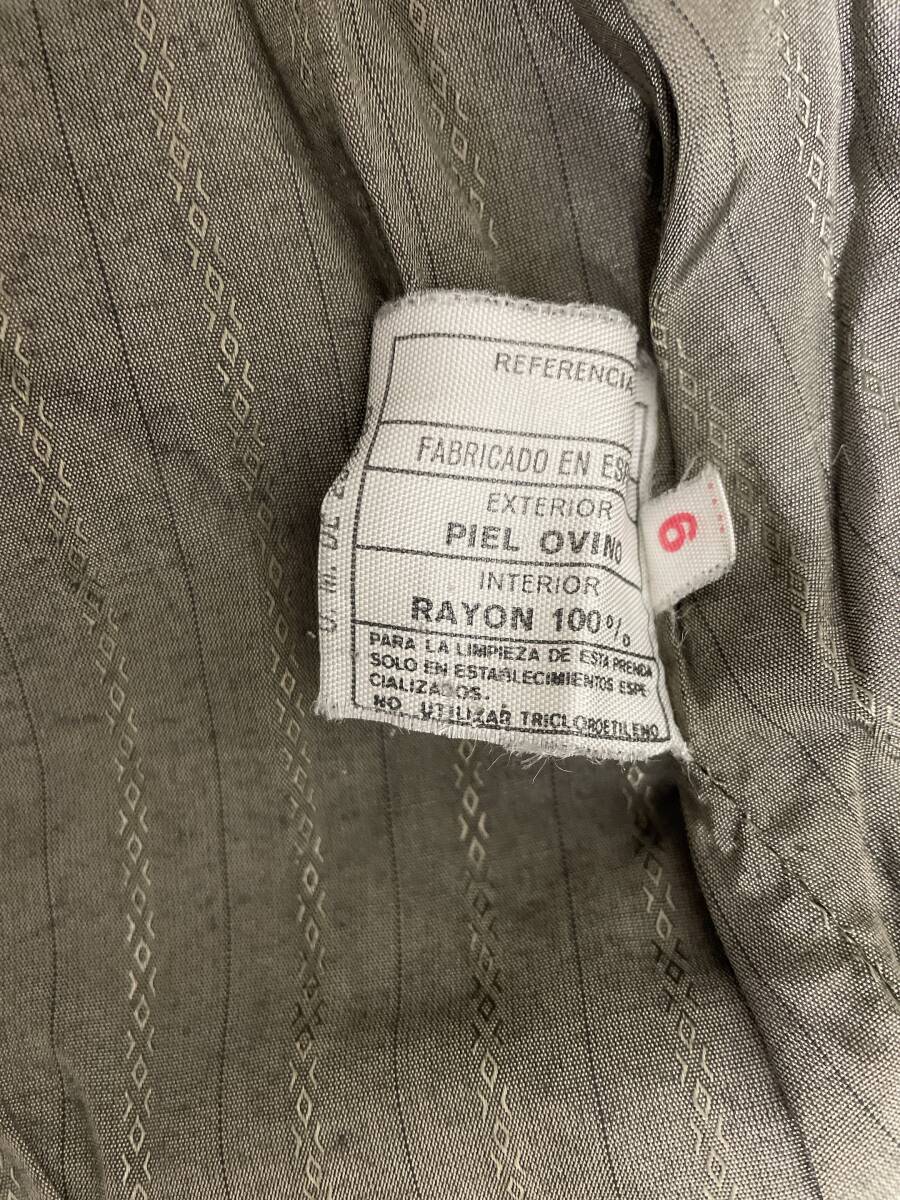 REFERENCIA
FABRICADO EN ESP
EXTERIOR
PIEL OVINO
INTERIOR
RAYON 100%
PARA LA LIMPIEZA DE ESTA PRENDA
SOLO EN ESTABLECIMIENTOS ESPE
CIALIZADOS.
NO UTILIZAR TRICLOROETILENO